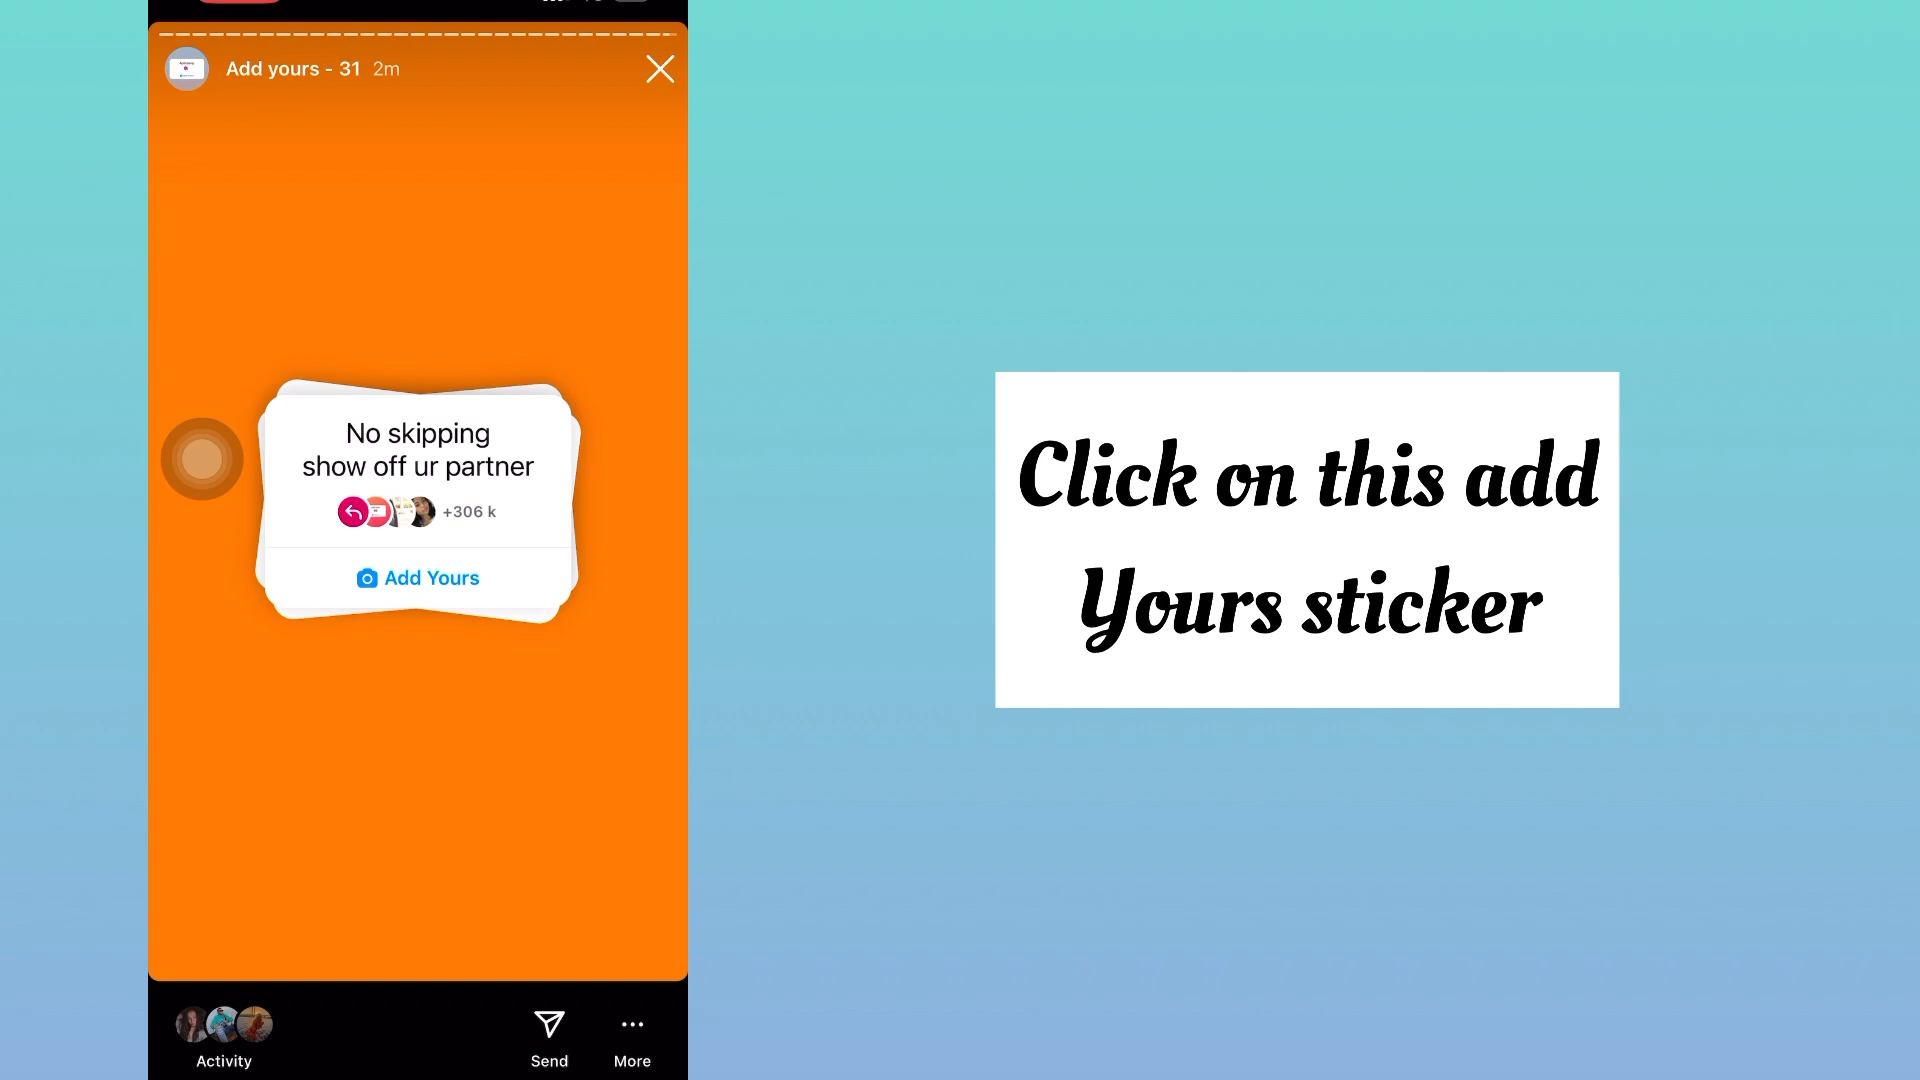 Add yours - 31 2m
No skipping
show off ur partner
+306 k
Add Yours
Activity
Send
More
Click on this add
Yours sticker